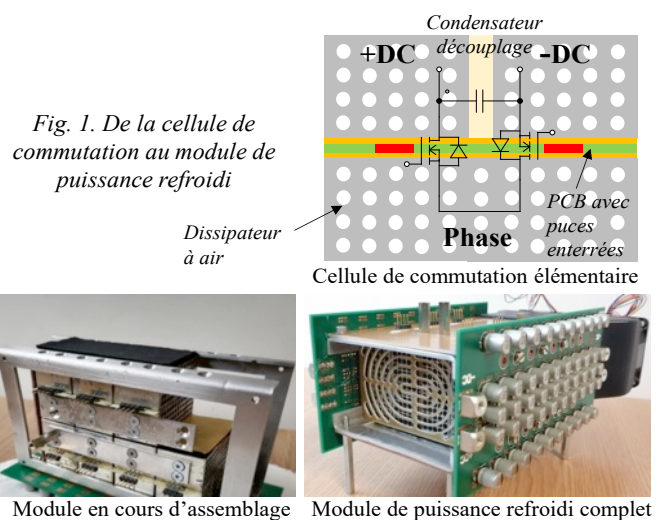 Condensateur
découplage
+DC
-DC
Fig. 1. De la cellule de
commutation au module de
puissance refroidi
Dissipateur
à air
Phase
PCB avec
puces
enterrées
Cellule de commutation élémentaire
Module en cours d'assemblage
Module de puissance refroidi complet